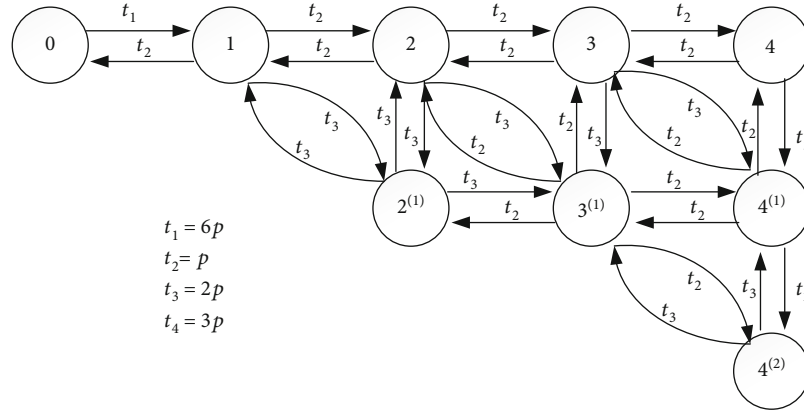 t₁ t₂ t₂ t₂
0 1 2 3 4
t₂ t₂ t₂ t₂
t₃ t₃ t₃ t₃ t₂ t₃ t₃ t₂
t₃ t₂ t₂
t₃ t₂
2⁽¹⁾ 3⁽¹⁾ 4⁽¹⁾
t₂ t₂
t₁ = 6p
t₂ = p
t₃ = 2p
t₄ = 3p
t₂ t₃
t₃
4⁽²⁾